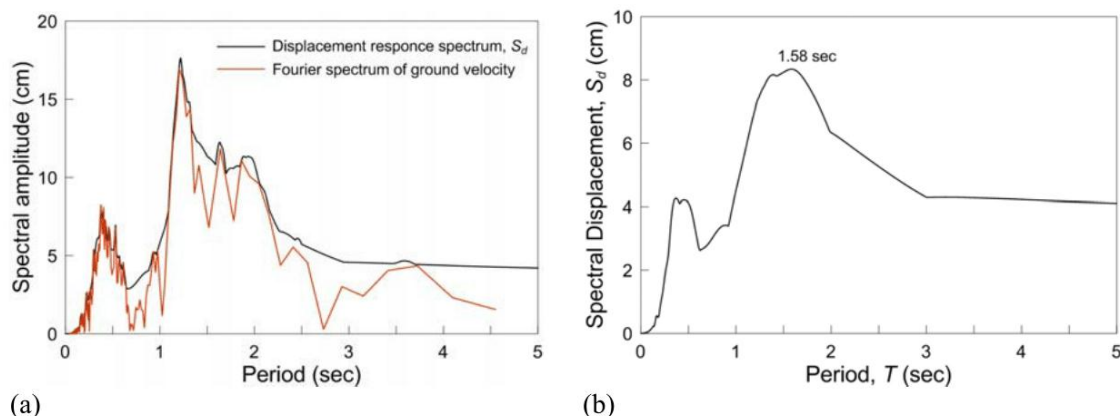 20
15
10
5
0
Spectral amplitude (cm)
Displacement responce spectrum, Sd
Fourier spectrum of ground velocity
0 1 2 3 4 5
Period (sec)
(a)
10
8
6
4
2
0
Spectral Displacement, Sd (cm)
1.58 sec
0 1 2 3 4 5
Period, T (sec)
(b)